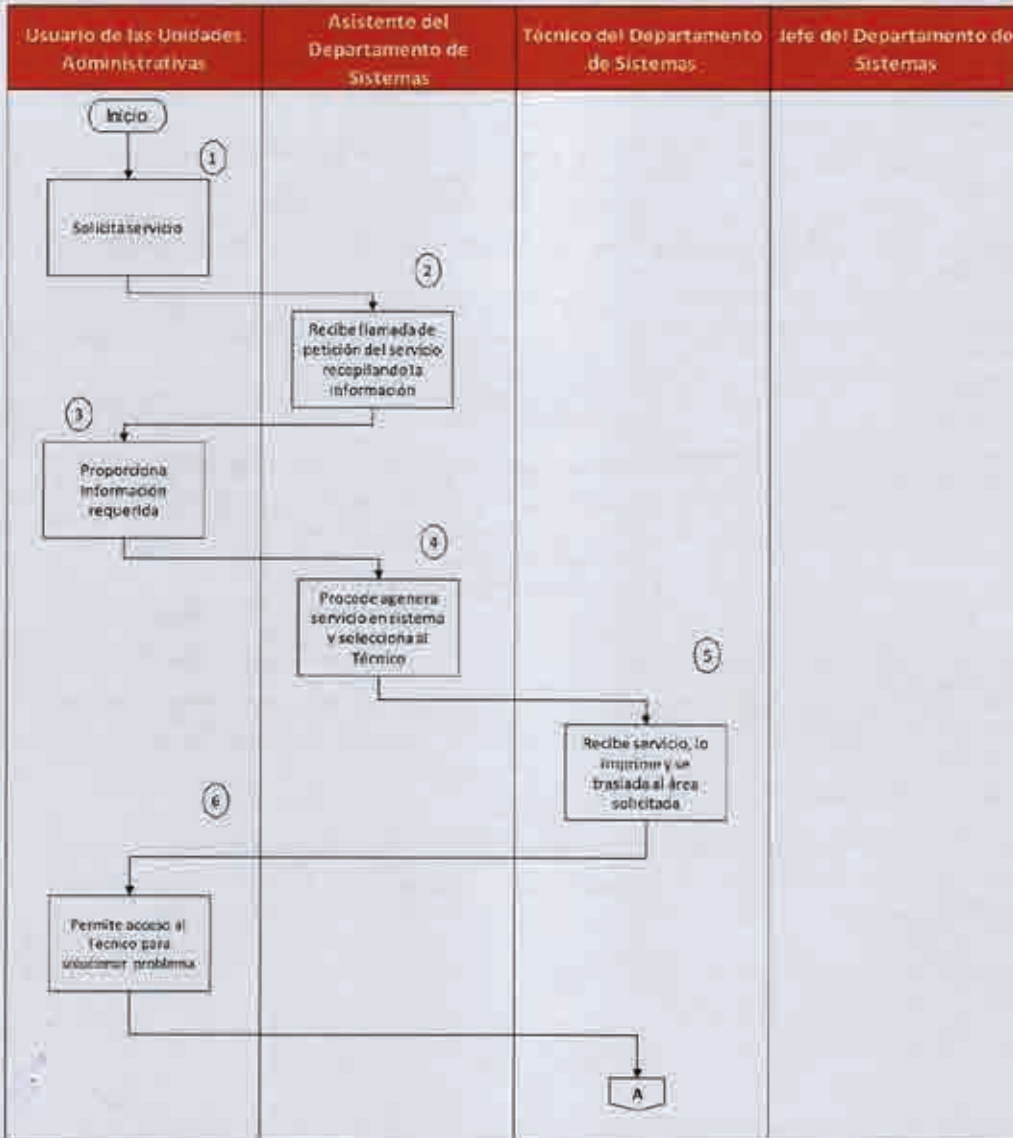 Usuario de las Unidades
Administrativas
Asistente del
Departamento de
Sistemas
Técnico del Departamento
de Sistemas
Jefe del Departamento de
Sistemas
Inicio
1
Solicita servicio
2
Recibe llamada de
petición del servicio
recopilando la
información
3
Proporciona
información
requerida
4
Procede a genera
servicio en sistema
y selecciona al
Técnico
5
Recibe servicio, lo
imprime y se
traslada al área
solicitada
6
Permite acceso al
Técnico para
solucionar problema
A